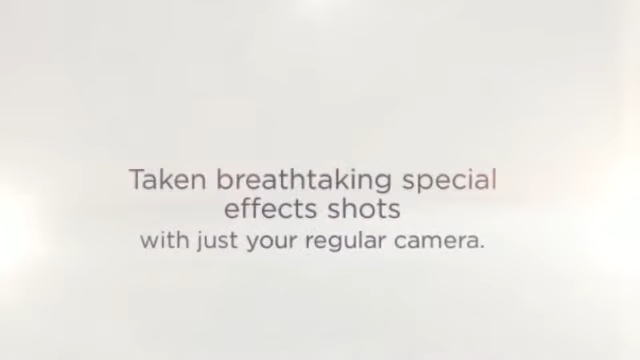 Taken breathtaking special
effects shots
with just your regular camera.